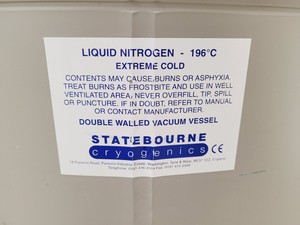 LIQUID NITROGEN - 196°C
EXTREME COLD
CONTENTS MAY CAUSE BURNS OR ASPHYXIA.
TREAT BURNS AS FROSTBITE AND USE IN WELL
VENTILATED AREA, NEVER OVERFILL, TIP, SPILL
OR PUNCTURE. IF IN DOUBT, REFER TO MANUAL
OR CONTACT MANUFACTURER.
DOUBLE WALLED VACUUM VESSEL
STATEBOURNE
cryogenics CE